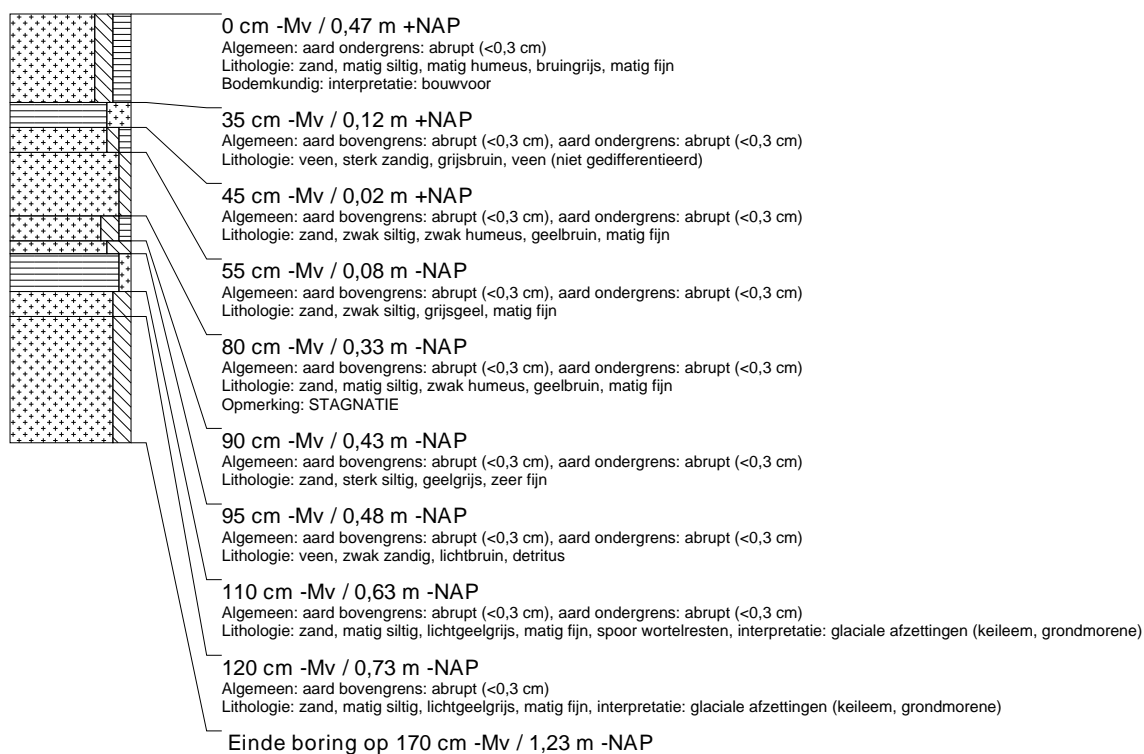 0 cm -Mv / 0,47 m +NAP
Algemeen: aard ondergrens: abrupt (<0,3 cm)
Lithologie: zand, matig siltig, matig humeus, bruingrijs, matig fijn
Bodemkundig: interpretatie: bouwvoor
35 cm -Mv / 0,12 m +NAP
Algemeen: aard bovengrens: abrupt (<0,3 cm), aard ondergrens: abrupt (<0,3 cm)
Lithologie: veen, sterk zandig, grijsbruin, veen (niet gedifferentieerd)
45 cm -Mv / 0,02 m +NAP
Algemeen: aard bovengrens: abrupt (<0,3 cm), aard ondergrens: abrupt (<0,3 cm)
Lithologie: zand, zwak siltig, zwak humeus, geelbruin, matig fijn
55 cm -Mv / 0,08 m -NAP
Algemeen: aard bovengrens: abrupt (<0,3 cm), aard ondergrens: abrupt (<0,3 cm)
Lithologie: zand, zwak siltig, grijsgeel, matig fijn
80 cm -Mv / 0,33 m -NAP
Algemeen: aard bovengrens: abrupt (<0,3 cm), aard ondergrens: abrupt (<0,3 cm)
Lithologie: zand, matig siltig, zwak humeus, geelbruin, matig fijn
Opmerking: STAGNATIE
90 cm -Mv / 0,43 m -NAP
Algemeen: aard bovengrens: abrupt (<0,3 cm), aard ondergrens: abrupt (<0,3 cm)
Lithologie: zand, sterk siltig, geelgrijs, zeer fijn
95 cm -Mv / 0,48 m -NAP
Algemeen: aard bovengrens: abrupt (<0,3 cm), aard ondergrens: abrupt (<0,3 cm)
Lithologie: veen, zwak zandig, lichtbruin, detritus
110 cm -Mv / 0,63 m -NAP
Algemeen: aard bovengrens: abrupt (<0,3 cm), aard ondergrens: abrupt (<0,3 cm)
Lithologie: zand, matig siltig, lichtgeelgrijs, matig fijn, spoor wortelresten, interpretatie: glaciale afzettingen (keileem, grondmorene)
120 cm -Mv / 0,73 m -NAP
Algemeen: aard bovengrens: abrupt (<0,3 cm)
Lithologie: zand, matig siltig, lichtgeelgrijs, matig fijn, interpretatie: glaciale afzettingen (keileem, grondmorene)
Einde boring op 170 cm -Mv / 1,23 m -NAP